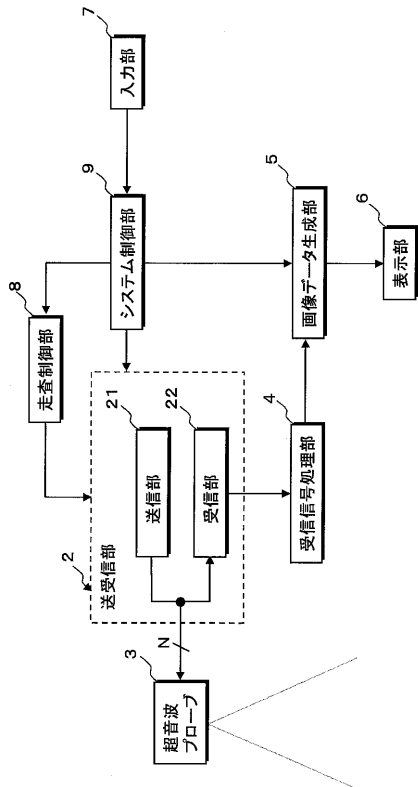 7
入力部
9
システム制御部
8
走査制御部
5
画像データ生成部
6
表示部
2
送受信部
21
送信部
22
受信部
4
受信信号処理部
N
3
超音波
プローブ